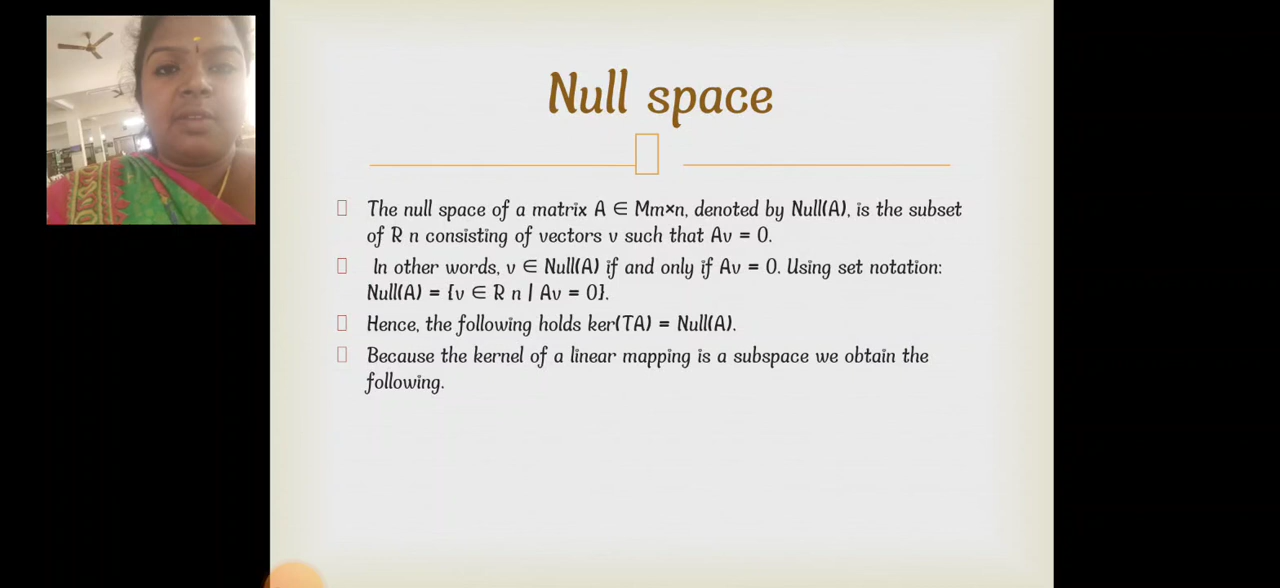 Null space
The null space of a matrix A ∈ Mm×n, denoted by Null(A), is the subset
of R n consisting of vectors v such that Av = 0.
In other words, v ∈ Null(A) if and only if Av = 0. Using set notation:
Null(A) = {v ∈ R n | Av = 0}.
Hence, the following holds ker(TA) = Null(A).
Because the kernel of a linear mapping is a subspace we obtain the
following.